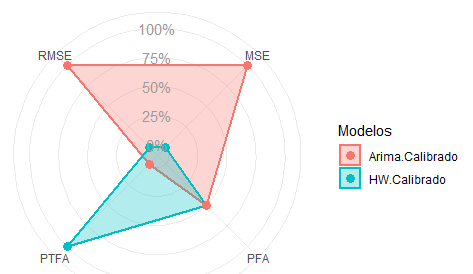 100%
RMSE
75%
MSE
50%
25%
0%
PTFA
PFA
Modelos
Arima.Calibrado
HW.Calibrado